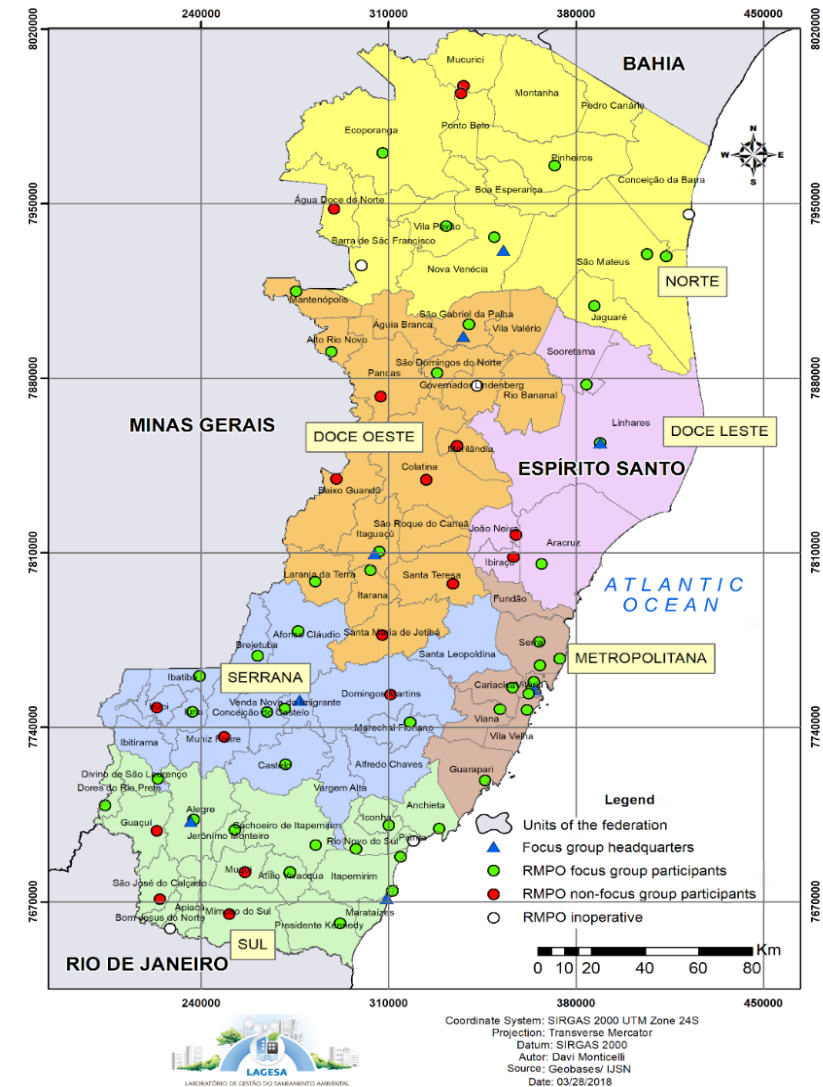 240000 310000 380000 450000
8020000 8020000
BAHIA
Mucurici
Montanha
Pedro Canário
Ponto Belo
Ecoporanga
Pinheiros
N
W E
S
Boa Esperança
Conceição da Barra
7950000 7950000
Água Doce do Norte
Vila Pavão
Barra de São Francisco
Nova Venécia
São Mateus
NORTE
Mantenópolis
Jaguaré
São Gabriel da Palha
Águia Branca
Vila Valério
Alto Rio Novo
Sooretama
São Domingos do Norte
Pancas
7880000 7880000
Governador Lindenberg
Rio Bananal
MINAS GERAIS
DOCE OESTE
Linhares
DOCE LESTE
Marilândia
Colatina
ESPÍRITO SANTO
Baixo Guandú
São Roque do Canaã
Itaguaçú
João Neiva
Aracruz
7810000 7810000
Ibiraçu
Laranja da Terra
Santa Teresa
Itarana
Fundão
ATLANTIC
OCEAN
Afonso Cláudio
Santa Maria de Jetibá
Serra
Brejetuba
Santa Leopoldina
METROPOLITANA
Ibatiba
SERRANA
Cariacica
Vitória
Domingos Martins
Venda Nova do Imigrante
Irupi
Iúna
Conceição do Castelo
Viana
7740000 7740000
Marechal Floriano
Ibitirama
Muniz Freire
Vila Velha
Castelo
Alfredo Chaves
Guarapari
Divino de São Lourenço
Dores do Rio Preto
Vargem Alta
Anchieta
Legend
Units of the federation
Focus group headquarters
RMPO focus group participants
RMPO non-focus group participants
RMPO inoperative
Alegre
Guaçuí
Iconha
Cachoeiro de Itapemirim
Jerônimo Monteiro
Rio Novo do Sul
Piúma
Muqui
Atílio Vivacqua
Itapemirim
São José do Calçado
7670000 7670000
Apiacá
Mimoso do Sul
Marataízes
Bom Jesus do Norte
Presidente Kennedy
SUL
RIO DE JANEIRO
Km
0 10 20 40 60 80
240000 310000 380000 450000
Coordinate System: SIRGAS 2000 UTM Zone 24S
Projection: Transverse Mercator
Datum: SIRGAS 2000
Autor: Davi Monticelli
Source: Geobases/ IJSN
Date: 03/28/2018
LAGESA
LABORATÓRIO DE GESTÃO DO SANEAMENTO AMBIENTAL